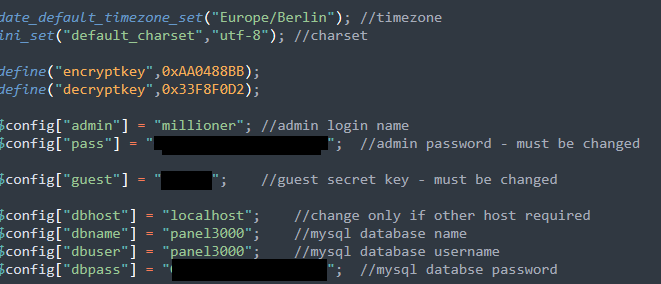 date_default_timezone_set("Europe/Berlin"); //timezone
ini_set("default_charset","utf-8"); //charset
define("encryptkey",0xAA0488BB);
define("decryptkey",0x33F8F0D2);
$config["admin"] = "millioner"; //admin login name
$config["pass"] = " "; //admin password - must be changed
$config["guest"] = " "; //guest secret key - must be changed
$config["dbhost"] = "localhost"; //change only if other host required
$config["dbname"] = "panel3000"; //mysql database name
$config["dbuser"] = "panel3000"; //mysql database username
$config["dbpass"] = " "; //mysql databse password